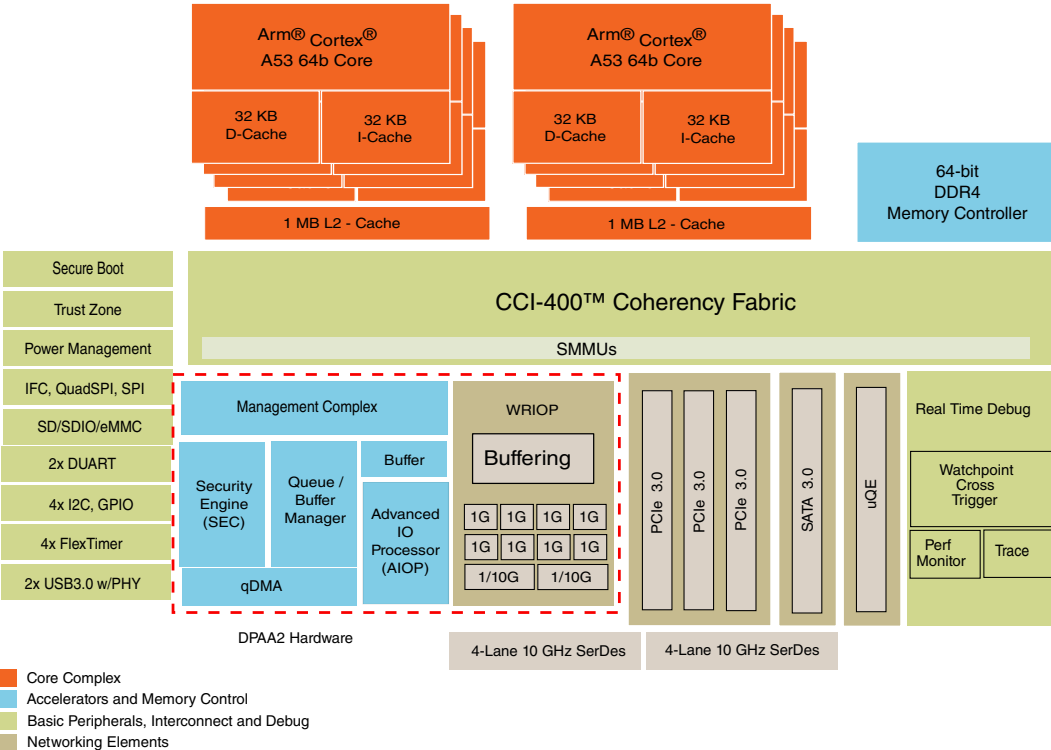 Arm® Cortex®
A53 64b Core
32 KB
D-Cache
32 KB
I-Cache
1 MB L2 - Cache
Arm® Cortex®
A53 64b Core
32 KB
D-Cache
32 KB
I-Cache
1 MB L2 - Cache
64-bit
DDR4
Memory Controller
Secure Boot
Trust Zone
Power Management
IFC, QuadSPI, SPI
SD/SDIO/eMMC
2x DUART
4x I2C, GPIO
4x FlexTimer
2x USB3.0 w/PHY
CCI-400™ Coherency Fabric
SMMUs
Management Complex
Security
Engine
(SEC)
Queue /
Buffer
Manager
Buffer
Advanced
IO
Processor
(AIOP)
qDMA
WRIOP
Buffering
1G 1G 1G 1G
1G 1G 1G 1G
1/10G 1/10G
DPAA2 Hardware
PCIe 3.0
PCIe 3.0
PCIe 3.0
SATA 3.0
uQE
Real Time Debug
Watchpoint
Cross
Trigger
Perf
Monitor
Trace
4-Lane 10 GHz SerDes
4-Lane 10 GHz SerDes
Core Complex
Accelerators and Memory Control
Basic Peripherals, Interconnect and Debug
Networking Elements